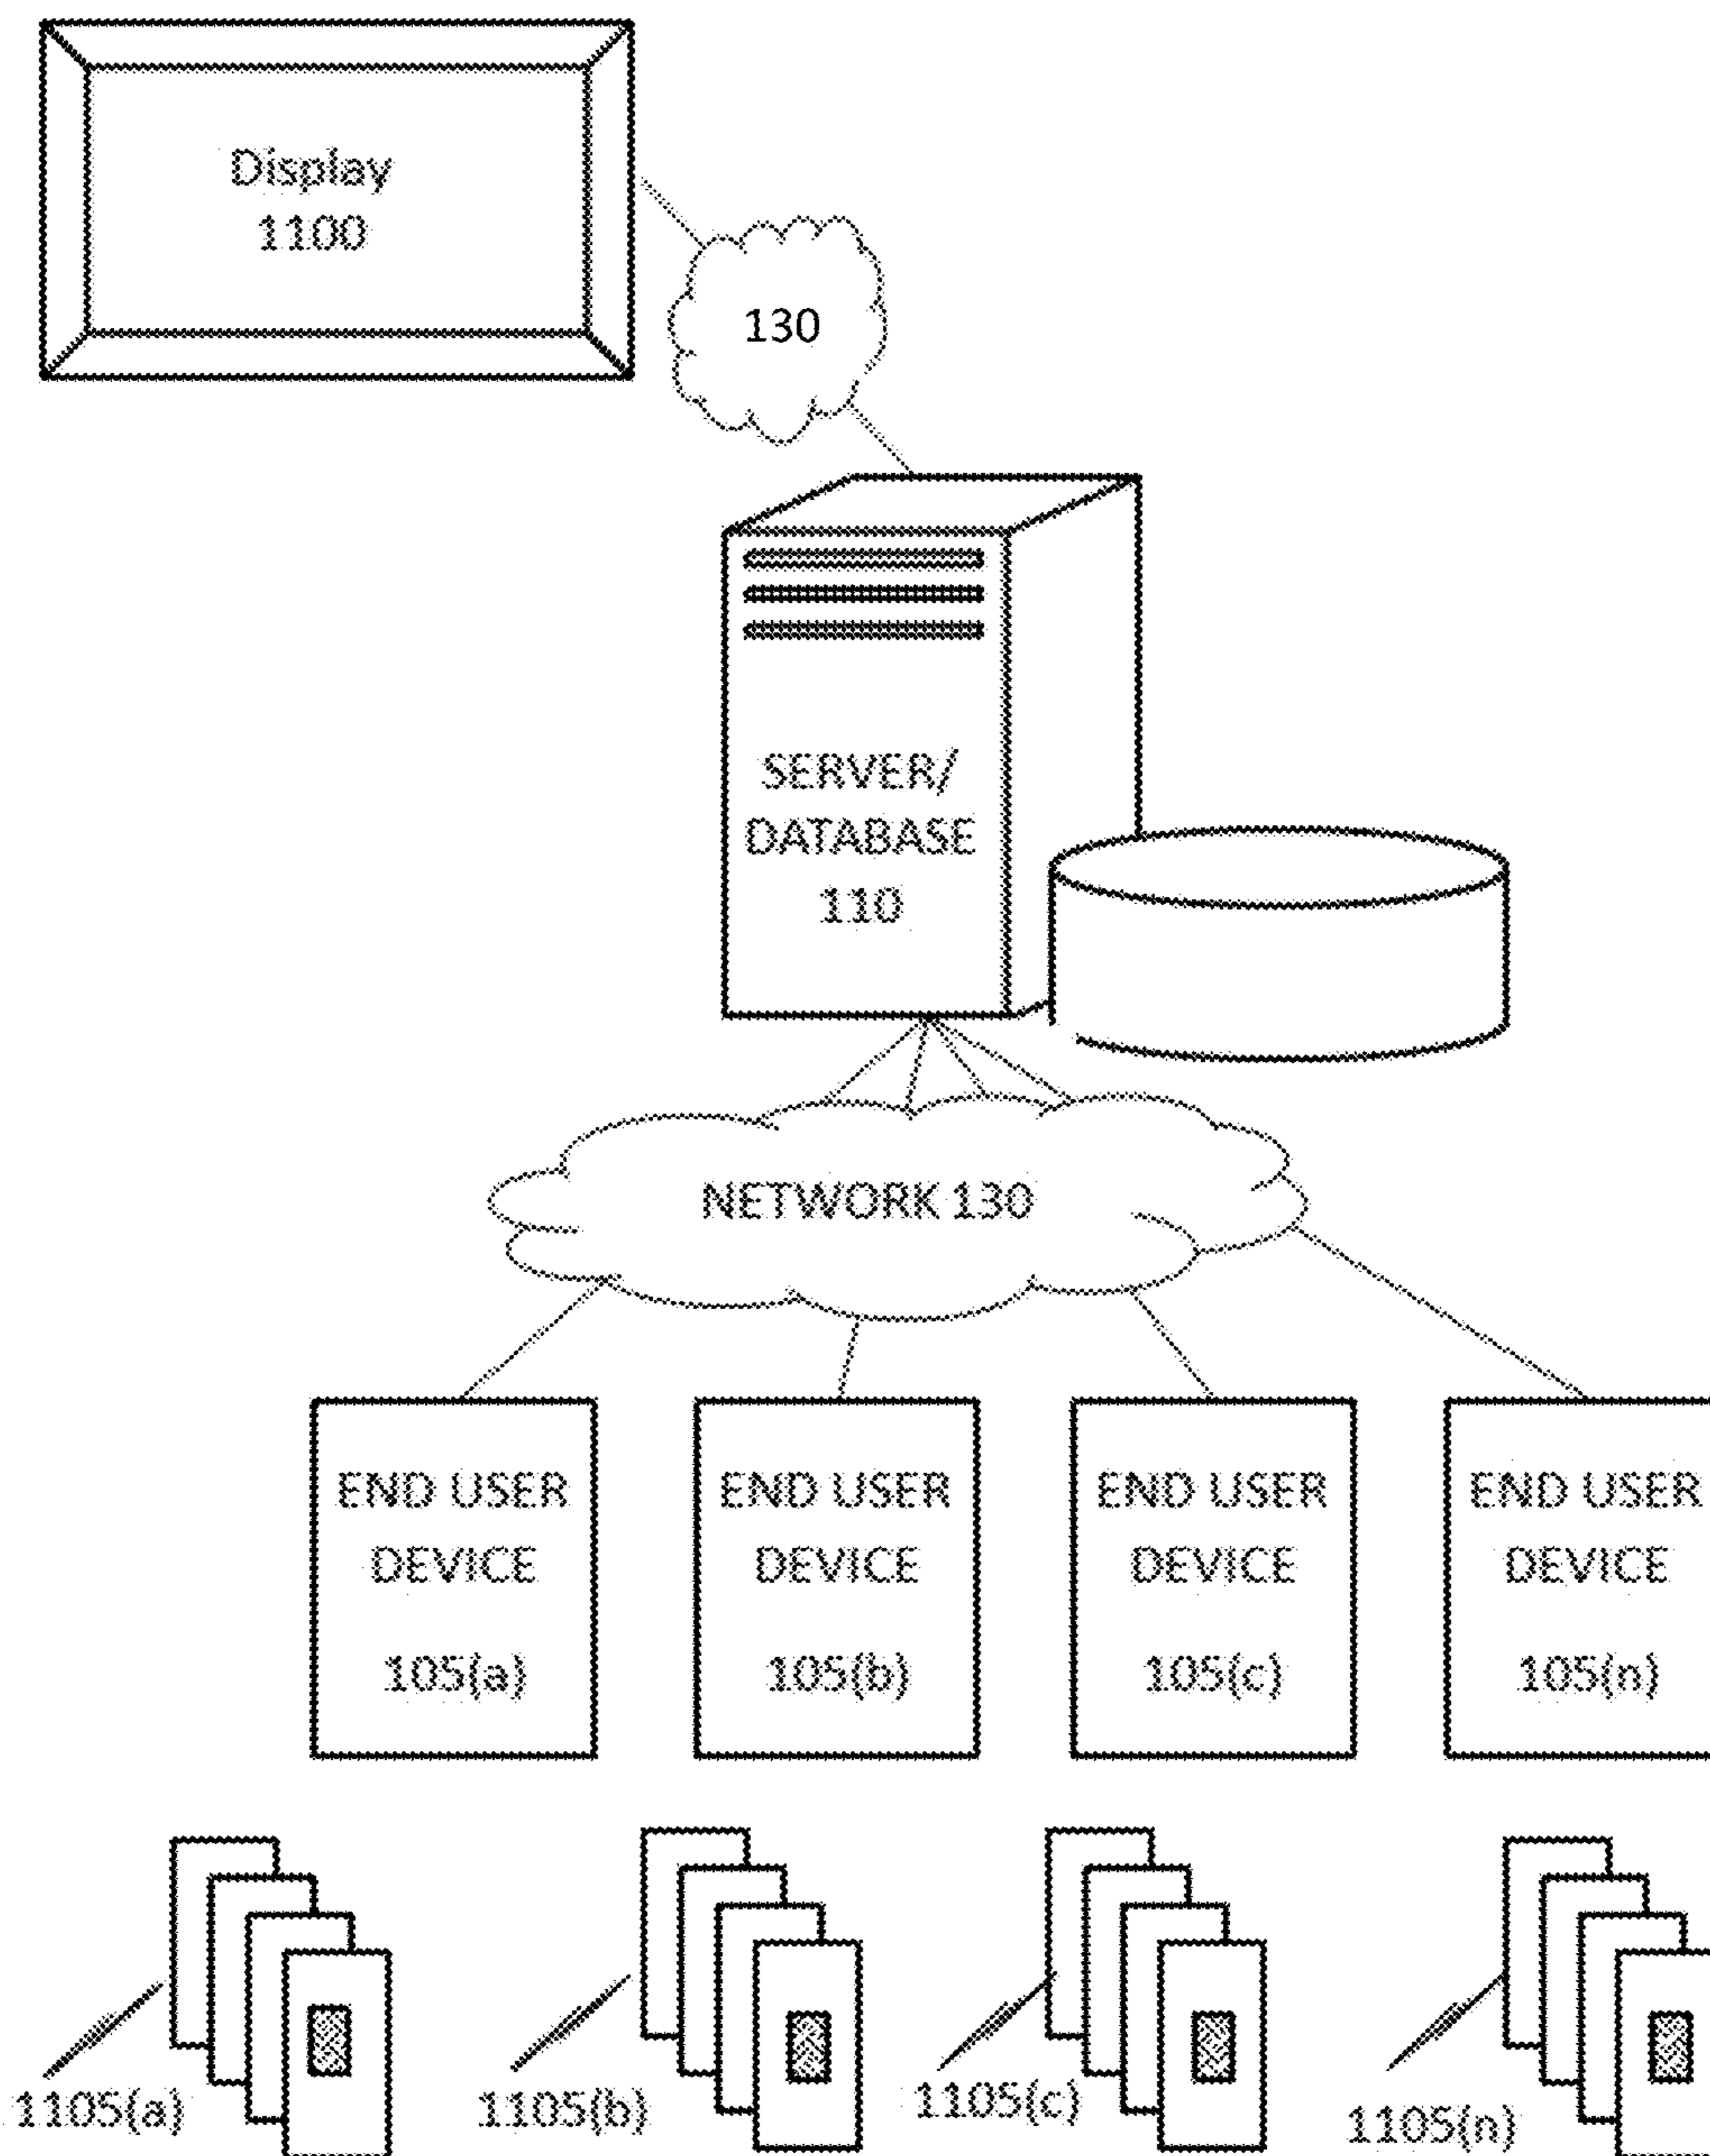 Display
1100
130
SERVER/
DATABASE
110
NETWORK 130
END USER
DEVICE
105(a)
END USER
DEVICE
105(b)
END USER
DEVICE
105(c)
END USER
DEVICE
105(n)
1105(a)
1105(b)
1105(c)
1105(n)